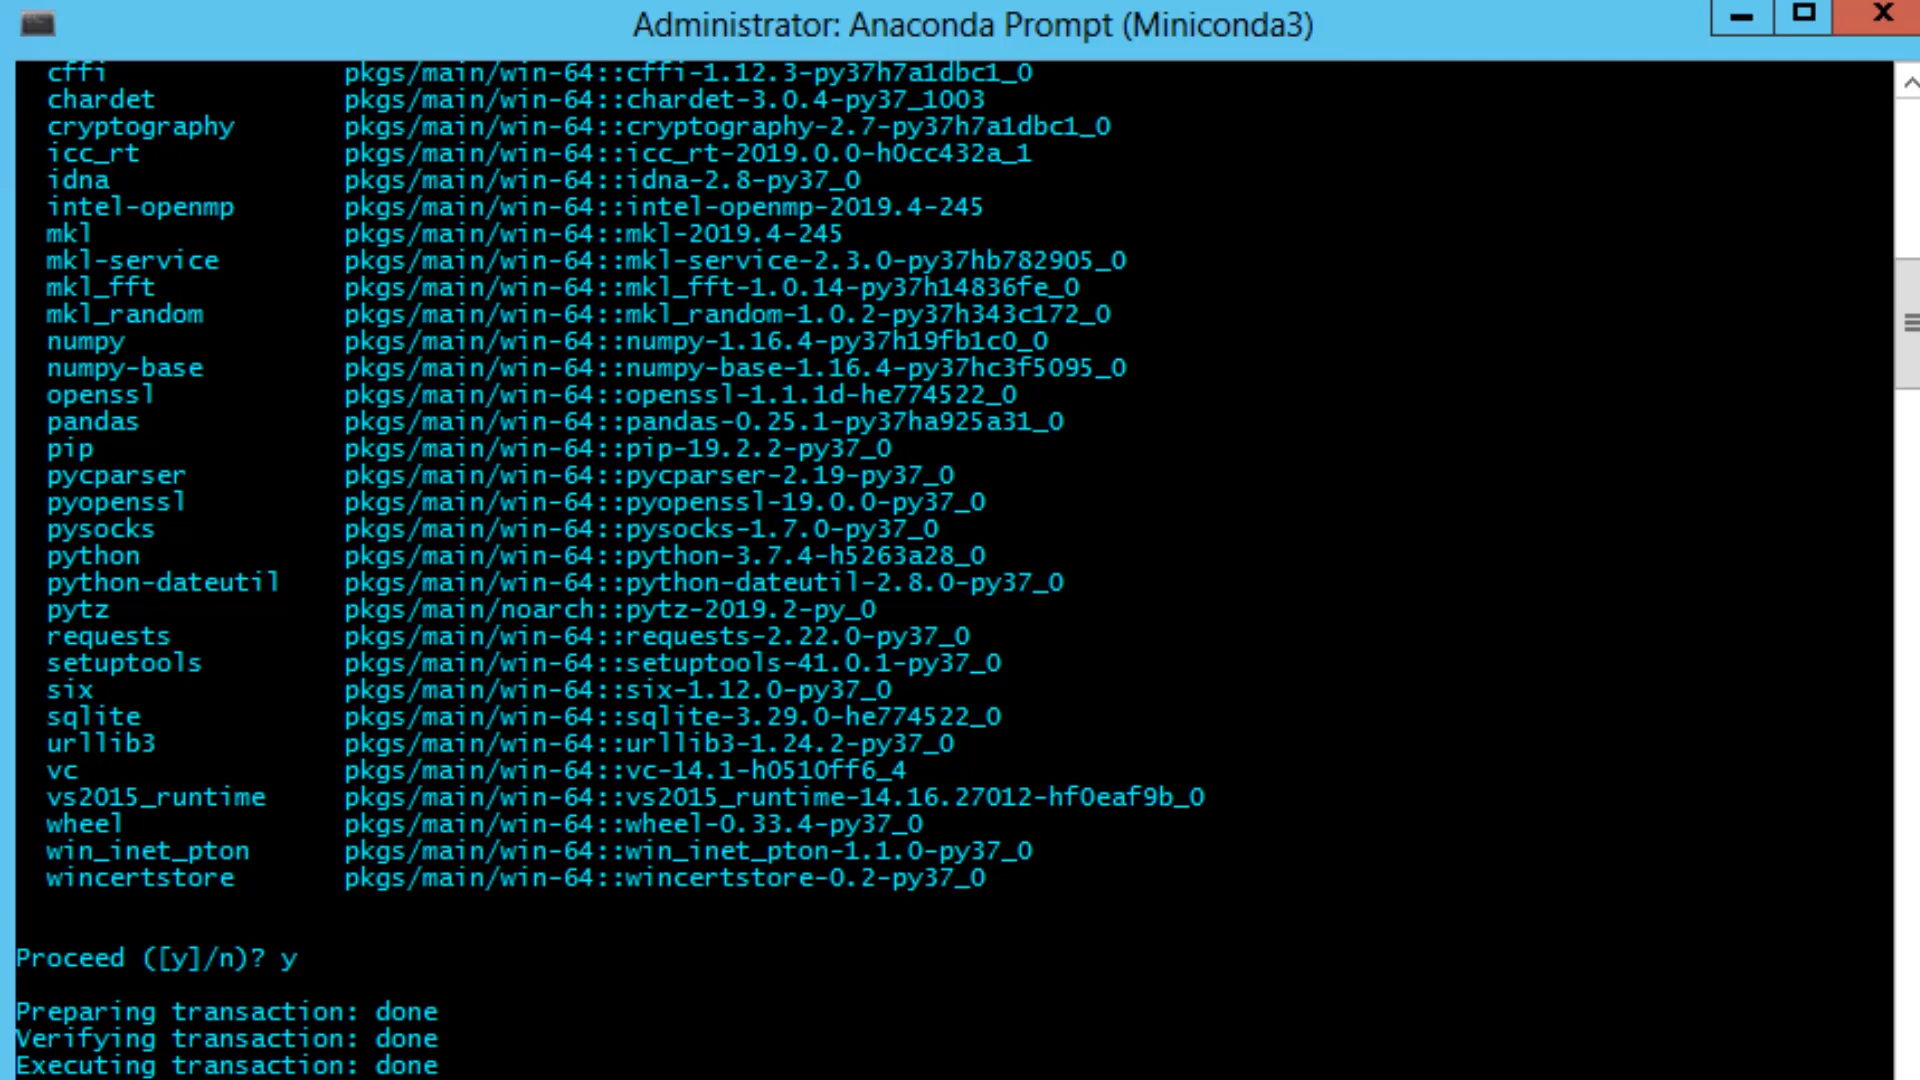 Administrator: Anaconda Prompt (Miniconda3)
cffi pkgs/main/win-64::cffi-1.12.3-py37h7a1dbc1_0
chardet pkgs/main/win-64::chardet-3.0.4-py37_1003
cryptography pkgs/main/win-64::cryptography-2.7-py37h7a1dbc1_0
icc_rt pkgs/main/win-64::icc_rt-2019.0.0-h0cc432a_1
idna pkgs/main/win-64::idna-2.8-py37_0
intel-openmp pkgs/main/win-64::intel-openmp-2019.4-245
mkl pkgs/main/win-64::mkl-2019.4-245
mkl-service pkgs/main/win-64::mkl-service-2.3.0-py37hb782905_0
mkl_fft pkgs/main/win-64::mkl_fft-1.0.14-py37h14836fe_0
mkl_random pkgs/main/win-64::mkl_random-1.0.2-py37h343c172_0
numpy pkgs/main/win-64::numpy-1.16.4-py37h19fb1c0_0
numpy-base pkgs/main/win-64::numpy-base-1.16.4-py37hc3f5095_0
openssl pkgs/main/win-64::openssl-1.1.1d-he774522_0
pandas pkgs/main/win-64::pandas-0.25.1-py37ha925a31_0
pip pkgs/main/win-64::pip-19.2.2-py37_0
pycparser pkgs/main/win-64::pycparser-2.19-py37_0
pyopenssl pkgs/main/win-64::pyopenssl-19.0.0-py37_0
pysocks pkgs/main/win-64::pysocks-1.7.0-py37_0
python pkgs/main/win-64::python-3.7.4-h5263a28_0
python-dateutil pkgs/main/win-64::python-dateutil-2.8.0-py37_0
pytz pkgs/main/noarch::pytz-2019.2-py_0
requests pkgs/main/win-64::requests-2.22.0-py37_0
setuptools pkgs/main/win-64::setuptools-41.0.1-py37_0
six pkgs/main/win-64::six-1.12.0-py37_0
sqlite pkgs/main/win-64::sqlite-3.29.0-he774522_0
urllib3 pkgs/main/win-64::urllib3-1.24.2-py37_0
vc pkgs/main/win-64::vc-14.1-h0510ff6_4
vs2015_runtime pkgs/main/win-64::vs2015_runtime-14.16.27012-hf0eaf9b_0
wheel pkgs/main/win-64::wheel-0.33.4-py37_0
win_inet_pton pkgs/main/win-64::win_inet_pton-1.1.0-py37_0
wincertstore pkgs/main/win-64::wincertstore-0.2-py37_0
Proceed ([y]/n)? y
Preparing transaction: done
Verifying transaction: done
Executing transaction: done